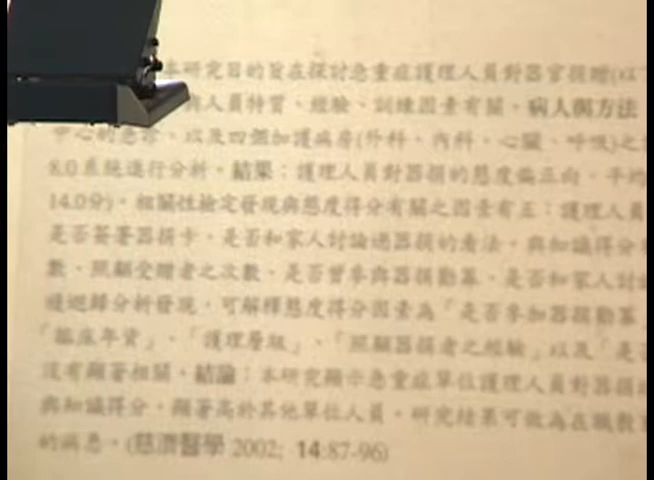 本研究目的旨在探討急重症護理人員對器官捐贈(以
人員特質、經驗、訓練因素有關。病人與方法
中心的急診，以及四個加護病房(外科、內科、心臟、呼吸)之
8.0系統進行分析。結果：護理人員對器捐的態度偏正向，平均
14.0分)。相關性檢定發現與態度得分有關之因素有五：護理人員
是否簽署器捐卡、是否和家人討論過器捐的看法。與知識得分
數、照顧受贈者之次數、是否曾參與器捐勸募、是否和家人討
迴歸分析發現，可解釋態度得分因素為「是否參加器捐勸募
「臨床年資」、「護理層級」、「照顧器捐者之經驗」以及「是否
沒有顯著相關。結論：本研究顯示急重症單位護理人員對器捐
與知識得分，顯著高於其他單位人員。研究結果可做為在職教
的病患。(慈濟醫學 2002; 14:87-96)